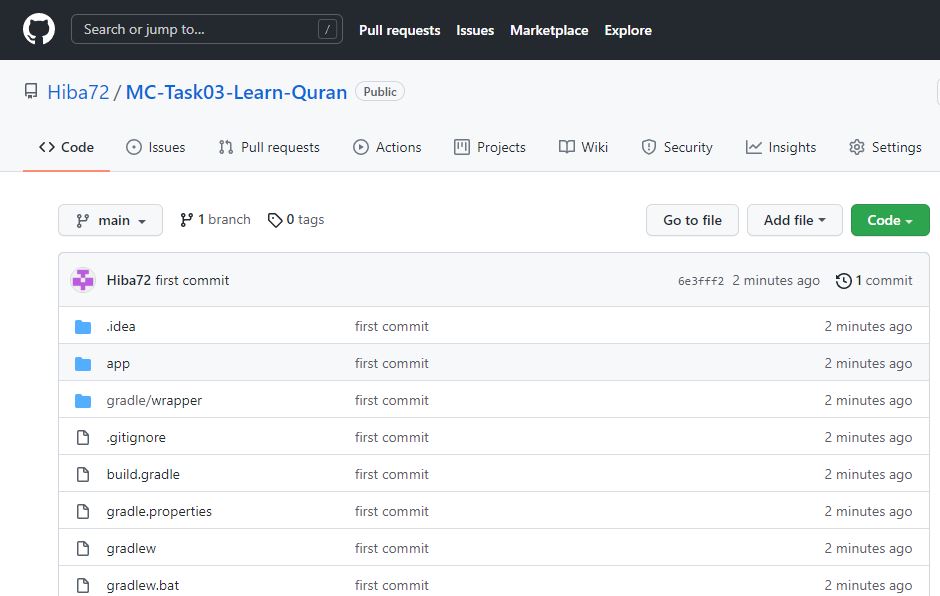 Search or jump to... /
Pull requests Issues Marketplace Explore
Hiba72 / MC-Task03-Learn-Quran Public
Code Issues Pull requests Actions Projects Wiki Security Insights Settings
main 1 branch 0 tags Go to file Add file Code
Hiba72 first commit 6e3fff2 2 minutes ago 1 commit
.idea first commit 2 minutes ago
app first commit 2 minutes ago
gradle/wrapper first commit 2 minutes ago
.gitignore first commit 2 minutes ago
build.gradle first commit 2 minutes ago
gradle.properties first commit 2 minutes ago
gradlew first commit 2 minutes ago
gradlew.bat first commit 2 minutes ago